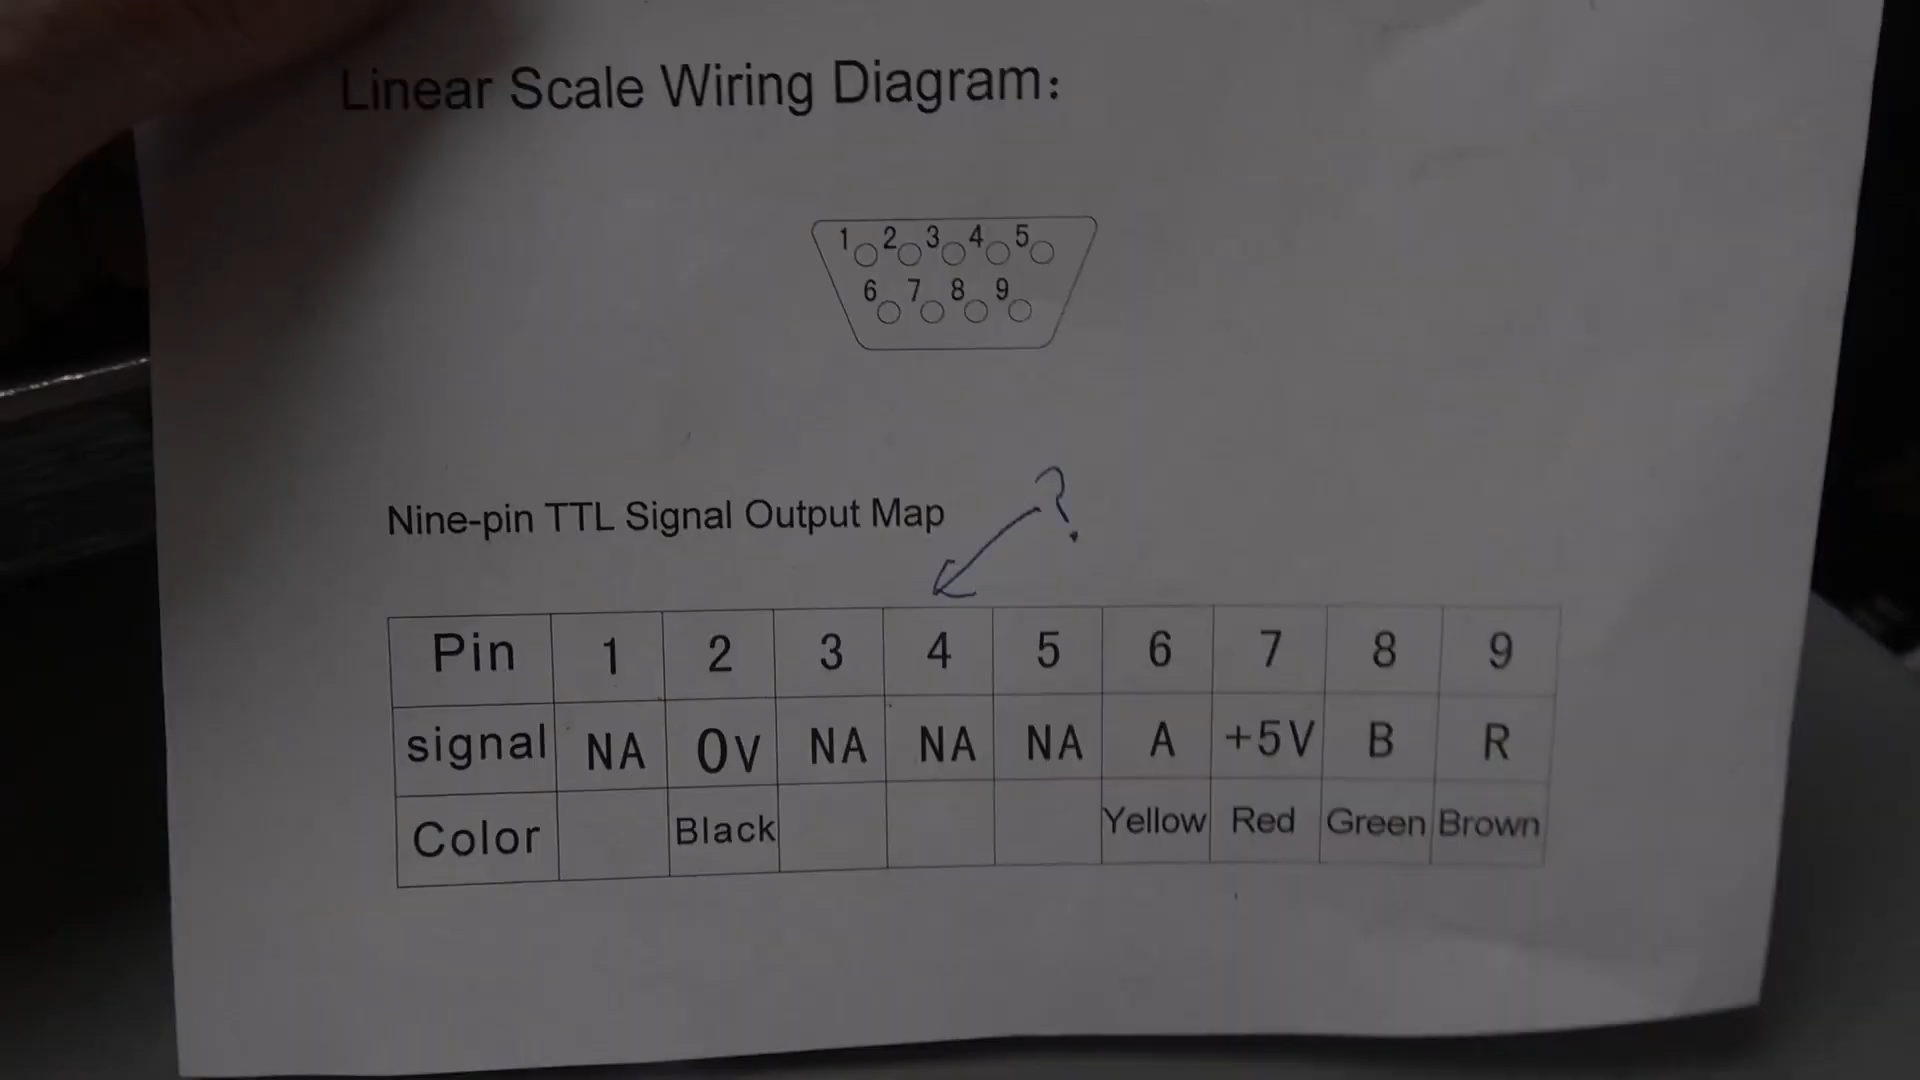 Linear Scale Wiring Diagram:
1 2 3 4 5
6 7 8 9
?
Nine-pin TTL Signal Output Map
Pin 1 2 3 4 5 6 7 8 9
signal NA 0V NA NA NA A +5V B R
Color Black Yellow Red Green Brown